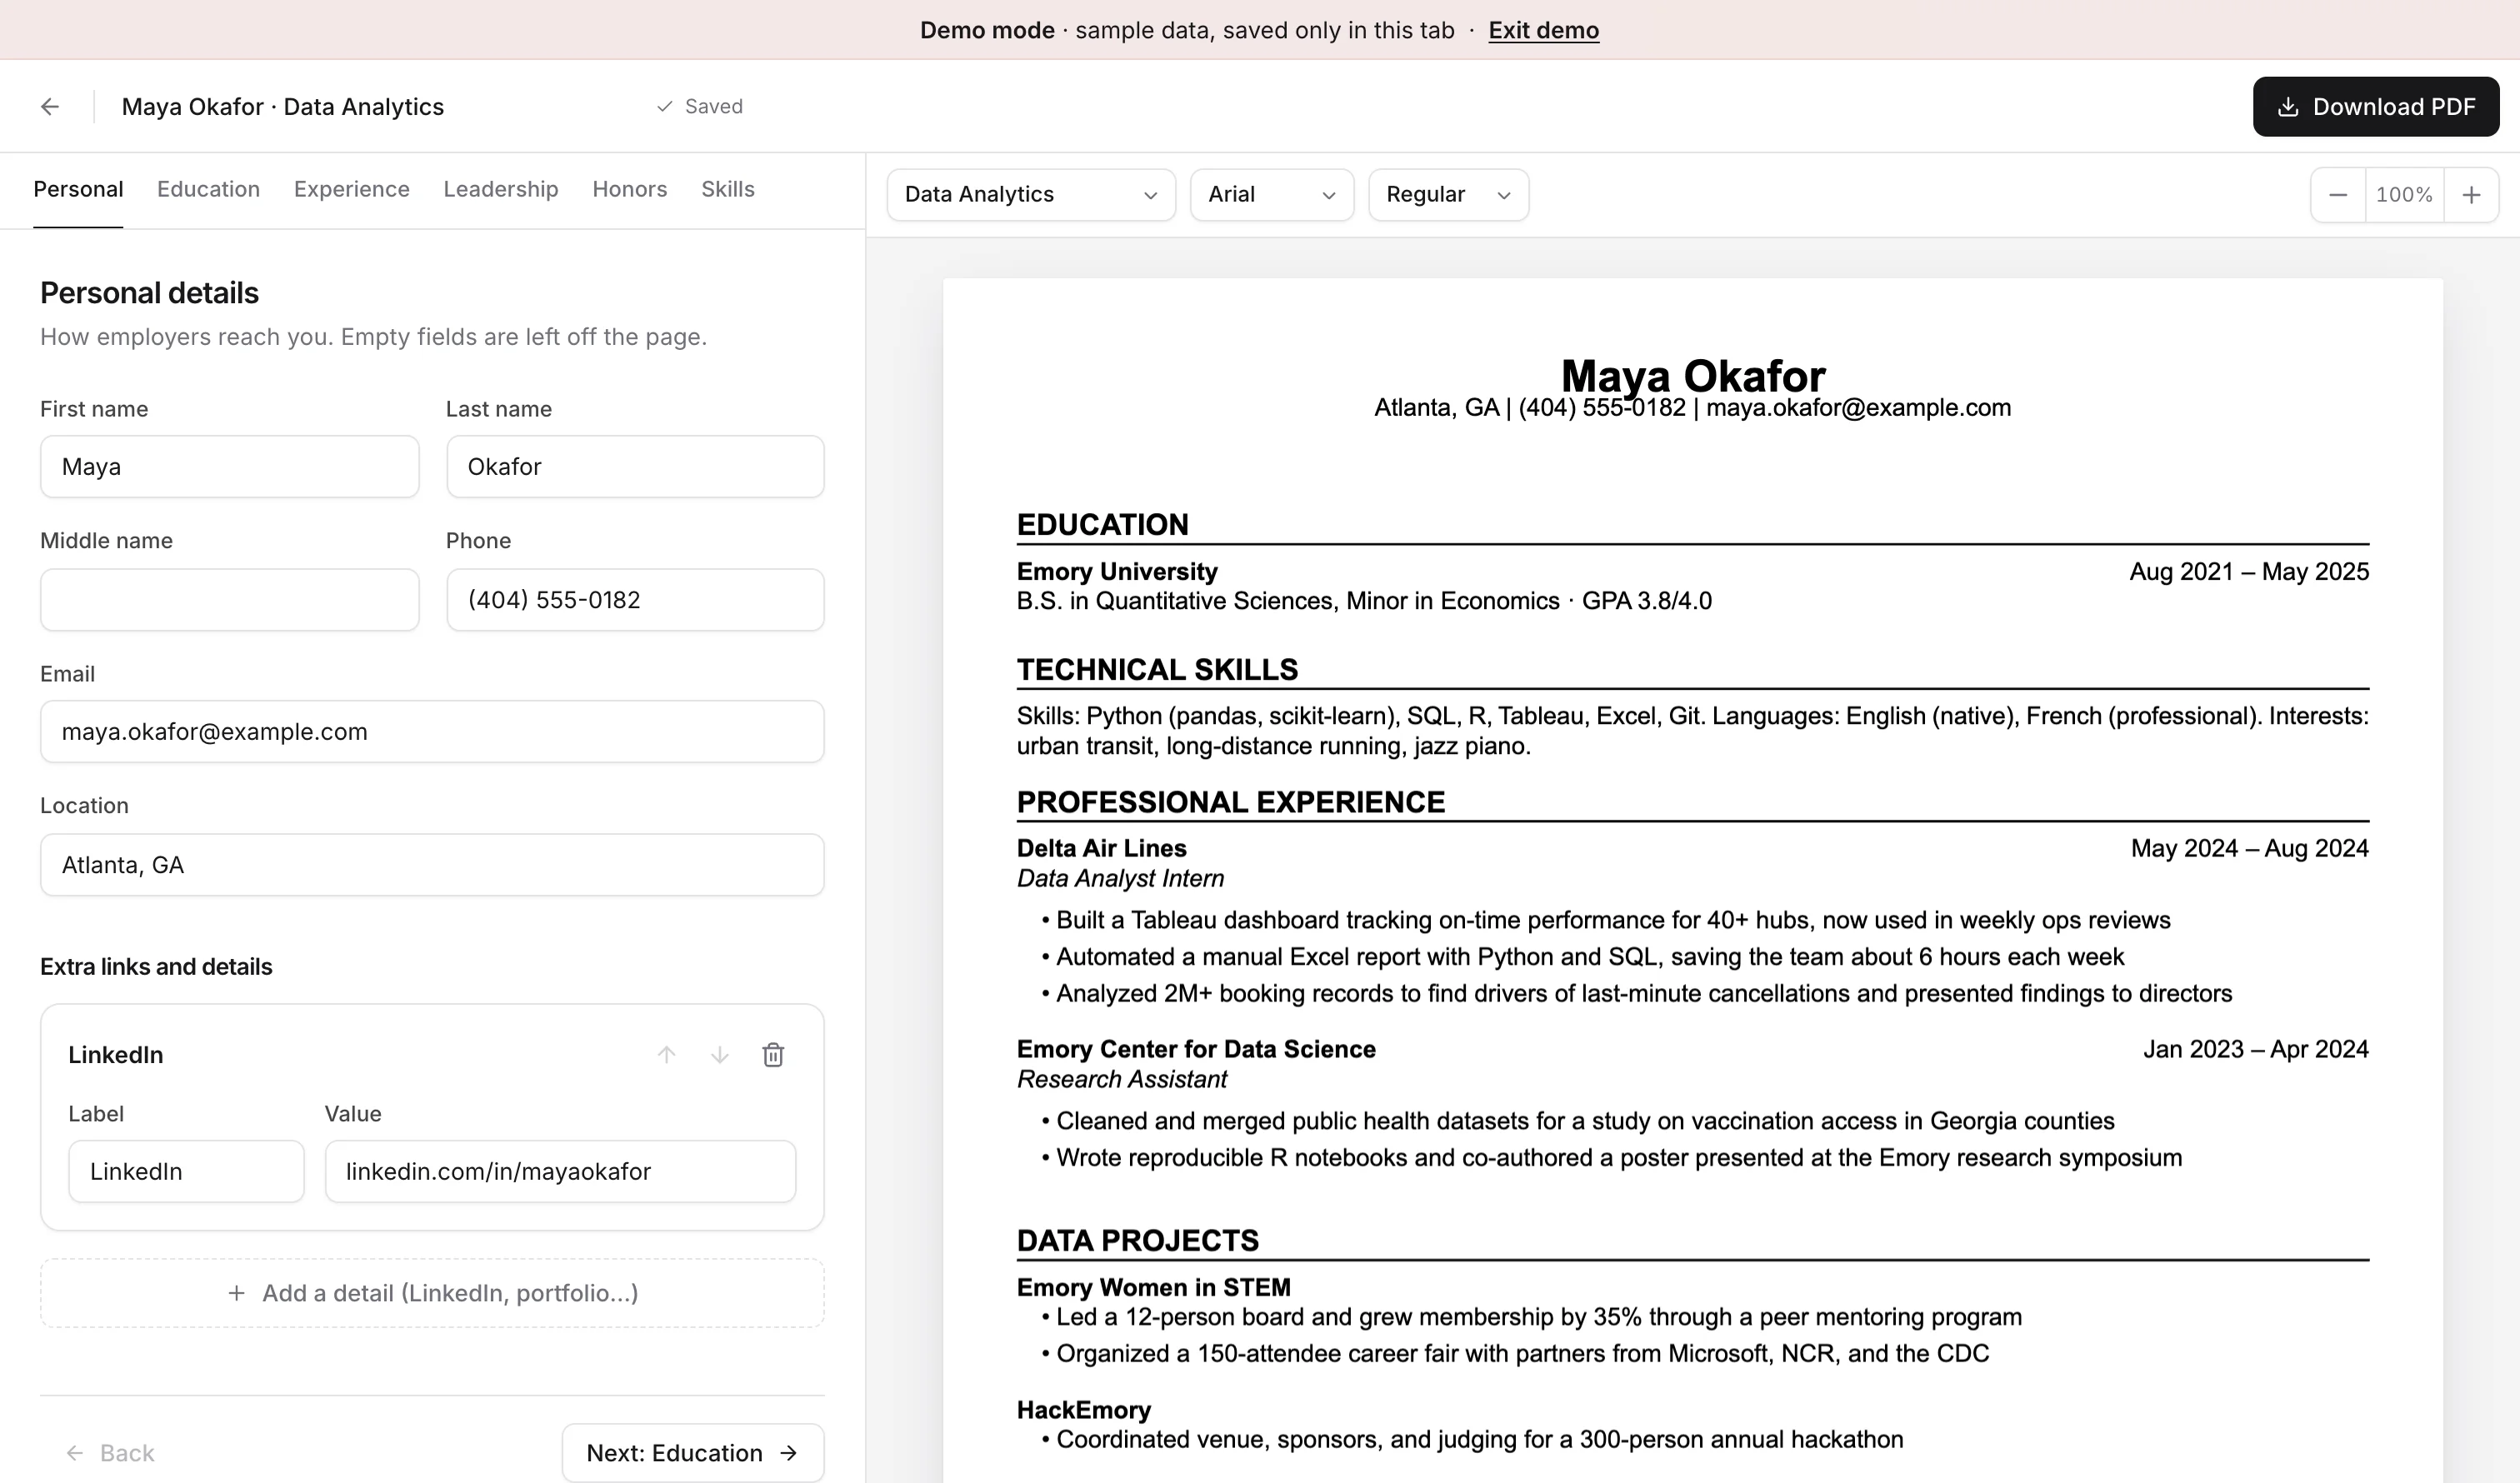 Demo mode · sample data, saved only in this tab · Exit demo
Maya Okafor · Data Analytics
Saved
Download PDF
Personal Education Experience Leadership Honors Skills
Personal details
How employers reach you. Empty fields are left off the page.
First name Last name
Maya Okafor
Middle name Phone
(404) 555-0182
Email
maya.okafor@example.com
Location
Atlanta, GA
Extra links and details
LinkedIn
Label Value
LinkedIn linkedin.com/in/mayaokafor
+ Add a detail (LinkedIn, portfolio...)
← Back Next: Education →
Data Analytics Arial Regular
− 100% +
Maya Okafor
Atlanta, GA | (404) 555-0182 | maya.okafor@example.com
EDUCATION
Emory University Aug 2021 – May 2025
B.S. in Quantitative Sciences, Minor in Economics · GPA 3.8/4.0
TECHNICAL SKILLS
Skills: Python (pandas, scikit-learn), SQL, R, Tableau, Excel, Git. Languages: English (native), French (professional). Interests:
urban transit, long-distance running, jazz piano.
PROFESSIONAL EXPERIENCE
Delta Air Lines May 2024 – Aug 2024
Data Analyst Intern
• Built a Tableau dashboard tracking on-time performance for 40+ hubs, now used in weekly ops reviews
• Automated a manual Excel report with Python and SQL, saving the team about 6 hours each week
• Analyzed 2M+ booking records to find drivers of last-minute cancellations and presented findings to directors
Emory Center for Data Science Jan 2023 – Apr 2024
Research Assistant
• Cleaned and merged public health datasets for a study on vaccination access in Georgia counties
• Wrote reproducible R notebooks and co-authored a poster presented at the Emory research symposium
DATA PROJECTS
Emory Women in STEM
• Led a 12-person board and grew membership by 35% through a peer mentoring program
• Organized a 150-attendee career fair with partners from Microsoft, NCR, and the CDC
HackEmory
• Coordinated venue, sponsors, and judging for a 300-person annual hackathon